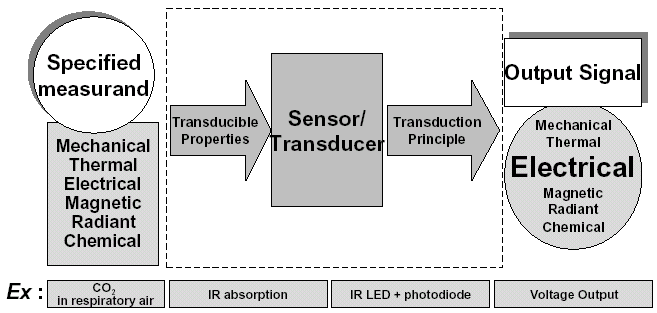 Specified
measurand
Mechanical
Thermal
Electrical
Magnetic
Radiant
Chemical
Transducible
Properties
Sensor/
Transducer
Transduction
Principle
Output Signal
Mechanical
Thermal
Electrical
Magnetic
Radiant
Chemical
Ex :
CO₂
in respiratory air
IR absorption
IR LED + photodiode
Voltage Output